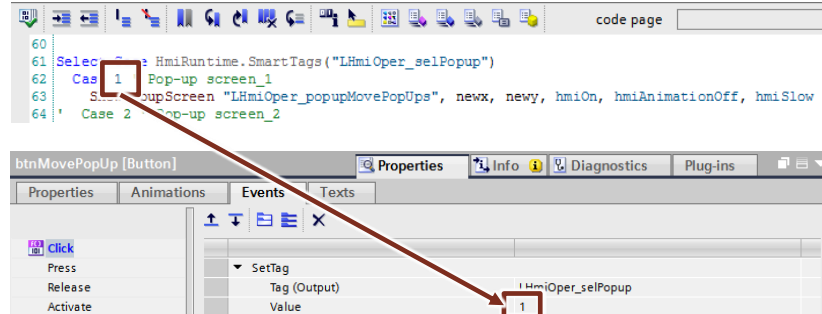 code page
60
61 Select Case HmiRuntime.SmartTags("LHmiOper_selPopup")
62 Case 1 ' Pop-up screen_1
63 ShowPopupScreen "LHmiOper_popupMovePopUps", newx, newy, hmiOn, hmiAnimationOff, hmiSlow
64 ' Case 2 ' Pop-up screen_2
btnMovePopUp [Button]
Properties Info Diagnostics Plug-ins
Properties Animations Events Texts
Click
Press
SetTag
Release
Tag (Output) LHmiOper_selPopup
Activate
Value 1